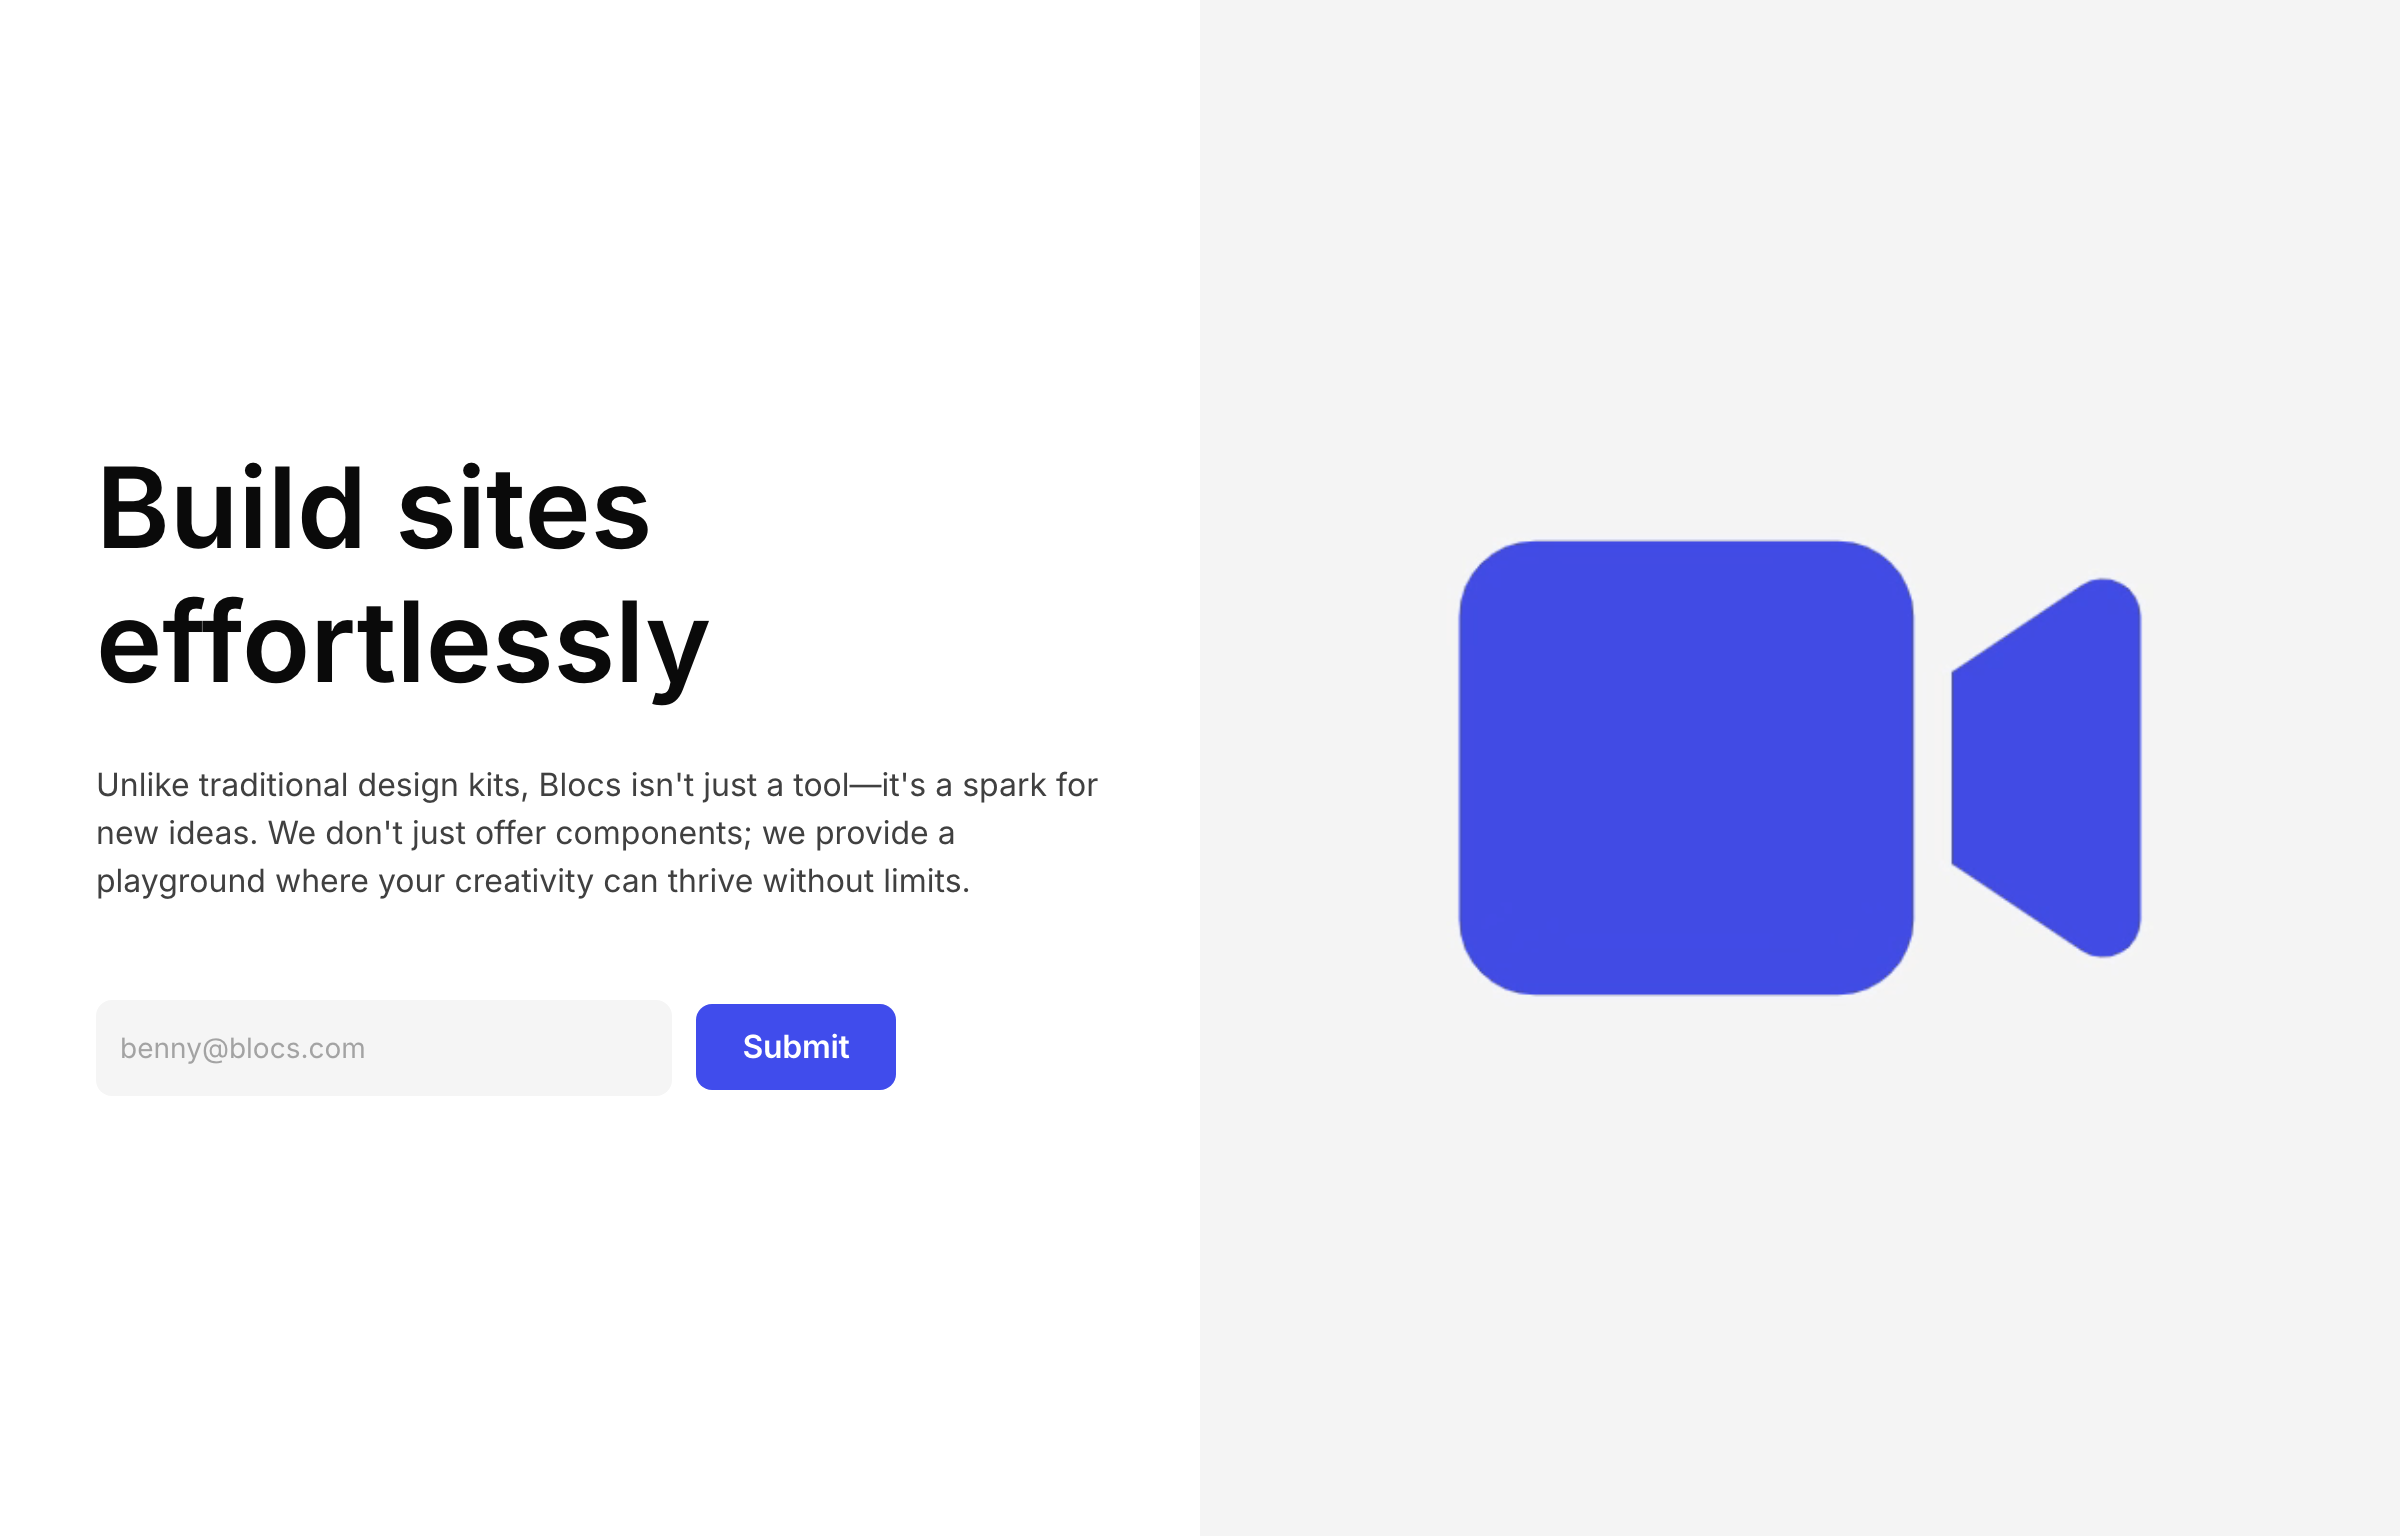 Build sites
effortlessly
Unlike traditional design kits, Blocs isn't just a tool—it's a spark for
new ideas. We don't just offer components; we provide a
playground where your creativity can thrive without limits.
benny@blocs.com
Submit